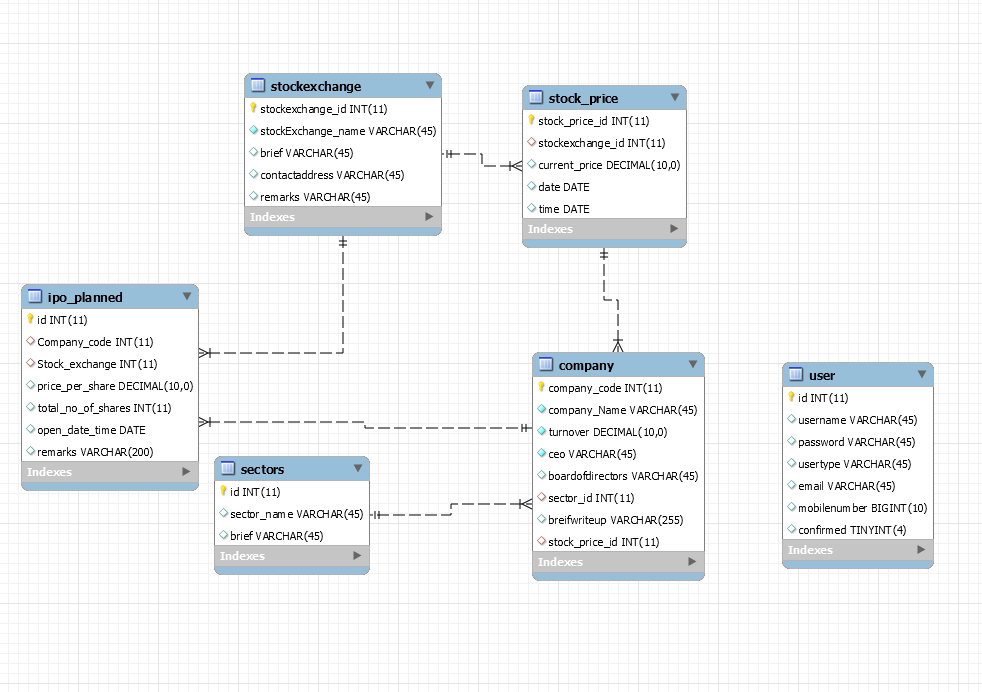 stockexchange
stockexchange_id INT(11)
stockExchange_name VARCHAR(45)
brief VARCHAR(45)
contactaddress VARCHAR(45)
remarks VARCHAR(45)
Indexes
stock_price
stock_price_id INT(11)
stockexchange_id INT(11)
current_price DECIMAL(10,0)
date DATE
time DATE
Indexes
ipo_planned
id INT(11)
Company_code INT(11)
Stock_exchange INT(11)
price_per_share DECIMAL(10,0)
total_no_of_shares INT(11)
open_date_time DATE
remarks VARCHAR(200)
Indexes
company
company_code INT(11)
company_Name VARCHAR(45)
turnover DECIMAL(10,0)
ceo VARCHAR(45)
boardofdirectors VARCHAR(45)
sector_id INT(11)
breifwriteup VARCHAR(255)
stock_price_id INT(11)
Indexes
user
id INT(11)
username VARCHAR(45)
password VARCHAR(45)
usertype VARCHAR(45)
email VARCHAR(45)
mobilenumber BIGINT(10)
confirmed TINYINT(4)
Indexes
sectors
id INT(11)
sector_name VARCHAR(45)
brief VARCHAR(45)
Indexes